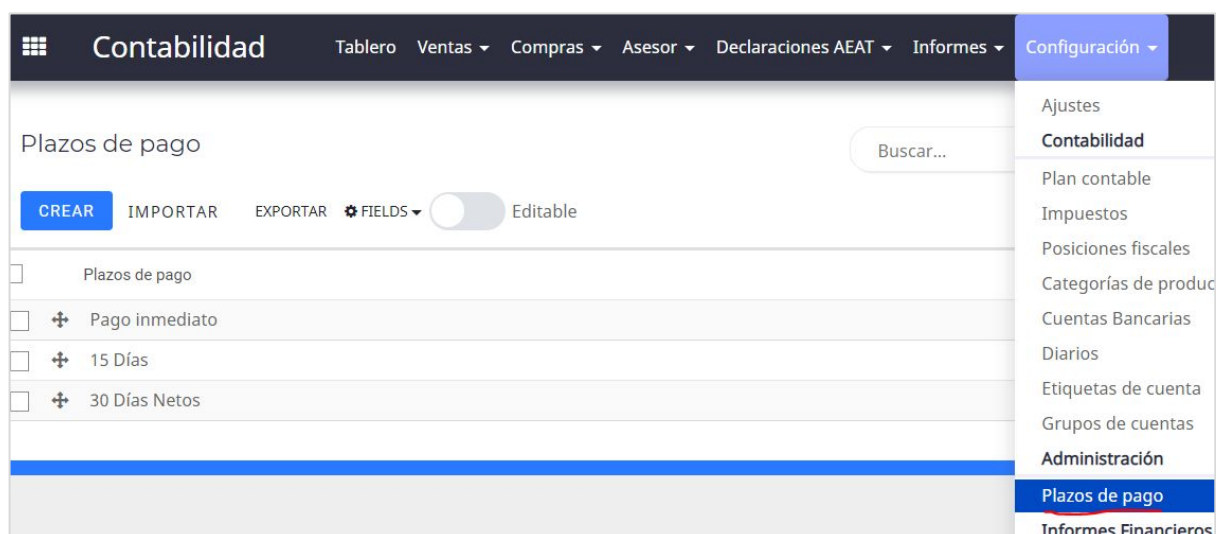 Contabilidad Tablero Ventas Compras Asesor Declaraciones AEAT Informes Configuración
Plazos de pago
Buscar...
CREAR IMPORTAR EXPORTAR FIELDS Editable
Plazos de pago
Pago inmediato
15 Días
30 Días Netos
Ajustes
Contabilidad
Plan contable
Impuestos
Posiciones fiscales
Categorías de produc
Cuentas Bancarias
Diarios
Etiquetas de cuenta
Grupos de cuentas
Administración
Plazos de pago
Informes Financieros